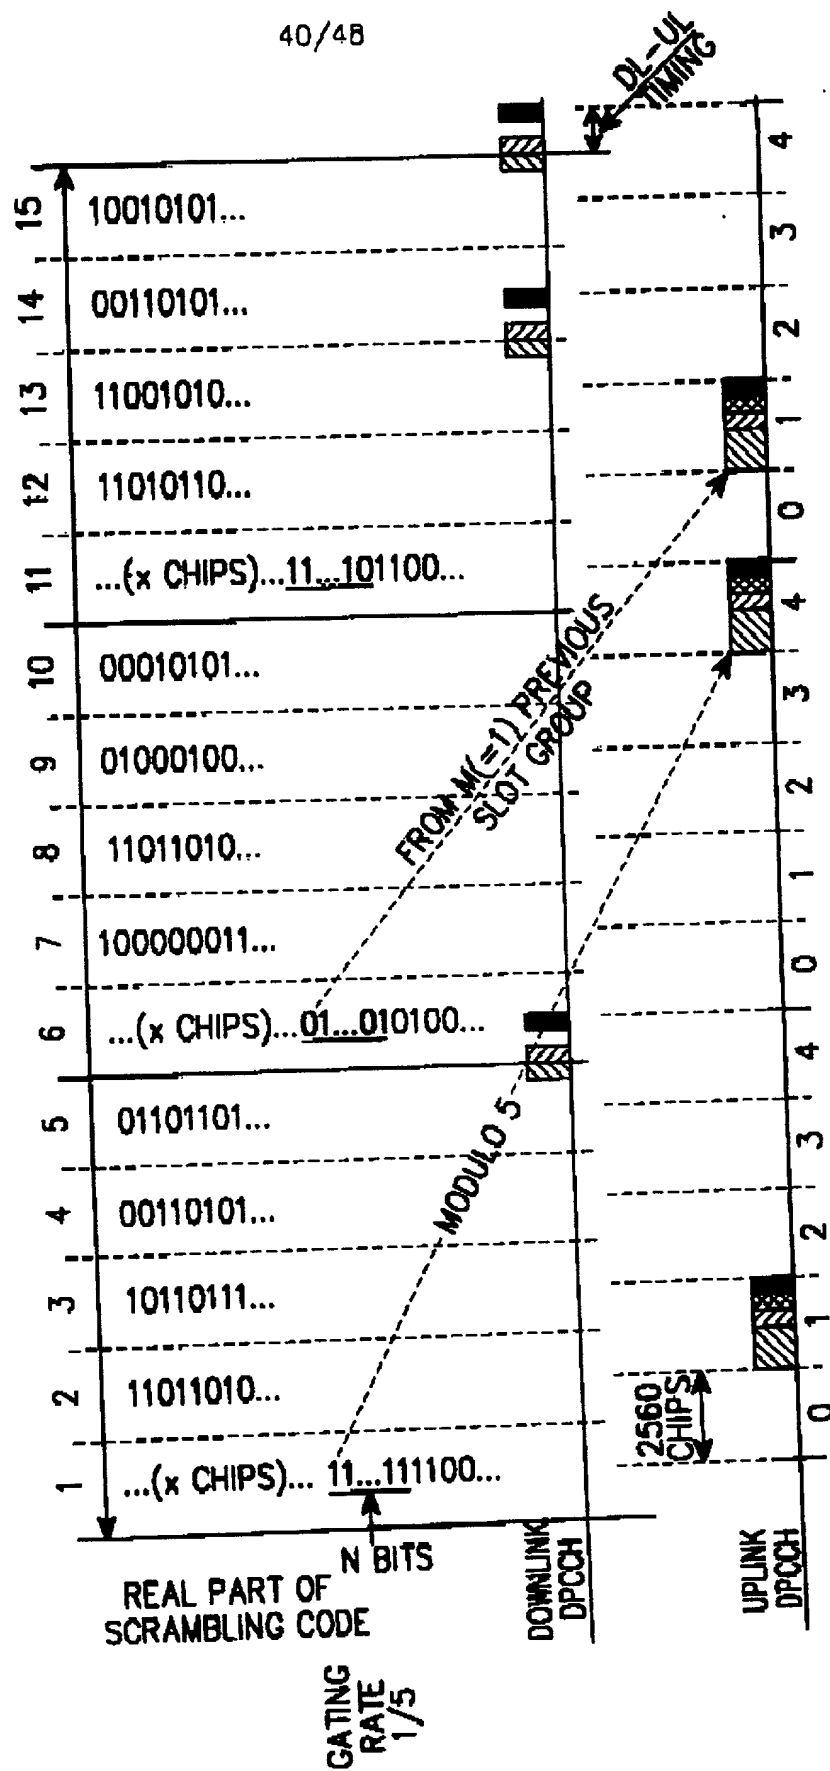 40/48
DL-UL
TIMING
15
10010101...
4
14
00110101...
3
13
11001010...
2
12
11010110...
1
11
...(x CHIPS)...11...101100...
0
10
00010101...
4
9
01000100...
3
8
11011010...
2
7
100000011...
1
6
...(x CHIPS)...01...010100...
0
5
01101101...
4
4
00110101...
3
3
10110111...
2
2
11011010...
1
1
...(x CHIPS)... 11...111100...
0
FROM M(=1) PREVIOUS
SLOT GROUP
MODULO 5
2560
CHIPS
N BITS
REAL PART OF
SCRAMBLING CODE
DOWNLINK
DPCCH
UPLINK
DPCCH
GATING
RATE
1/5